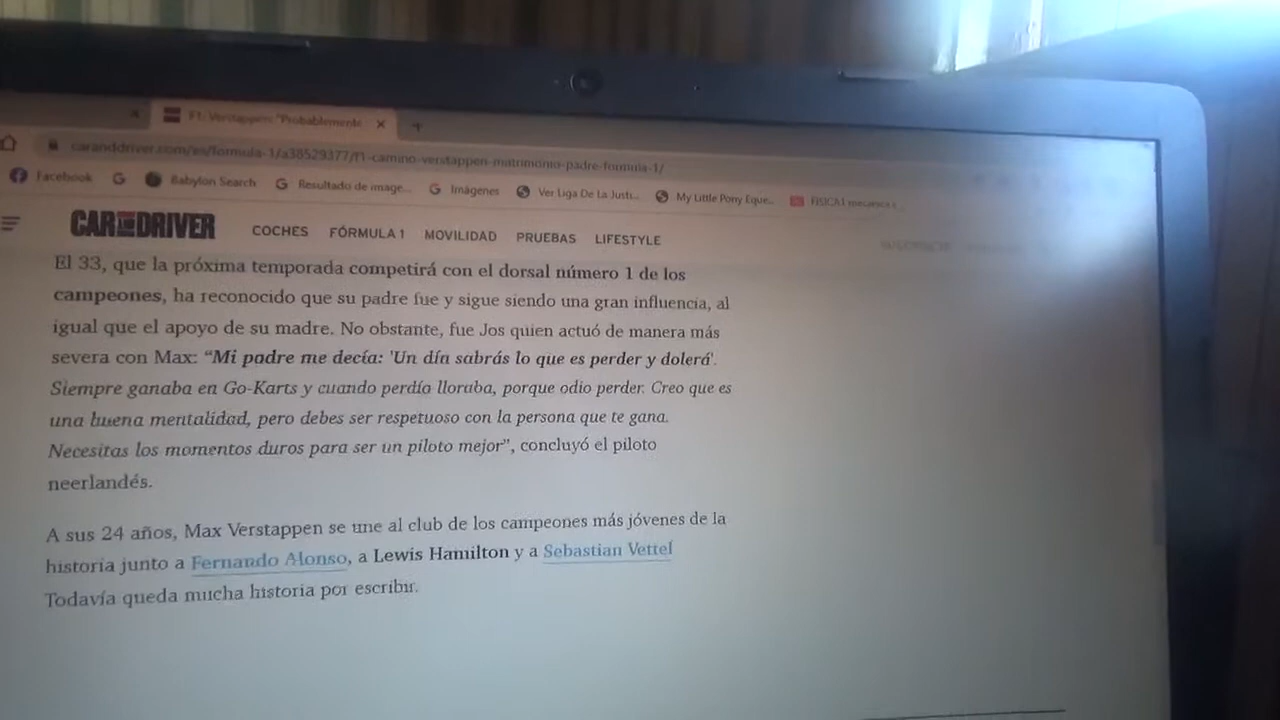 F1: Verstappen: "Probablemente
caranddriver.com/es/formula-1/a38529377/f1-camino-verstappen-matrimonio-padre-formula-1/
Facebook G Babylon Search G Resultado de image... G Imágenes Ver Liga De La Justi... My Little Pony Eque... FISICA I mecanica
CAR AND DRIVER COCHES FÓRMULA 1 MOVILIDAD PRUEBAS LIFESTYLE
El 33, que la próxima temporada competirá con el dorsal número 1 de los
campeones, ha reconocido que su padre fue y sigue siendo una gran influencia, al
igual que el apoyo de su madre. No obstante, fue Jos quien actuó de manera más
severa con Max: “Mi padre me decía: 'Un día sabrás lo que es perder y dolerá'.
Siempre ganaba en Go-Karts y cuando perdía lloraba, porque odio perder. Creo que es
una buena mentalidad, pero debes ser respetuoso con la persona que te gana.
Necesitas los momentos duros para ser un piloto mejor”, concluyó el piloto
neerlandés.
A sus 24 años, Max Verstappen se une al club de los campeones más jóvenes de la
historia junto a Fernando Alonso, a Lewis Hamilton y a Sebastian Vettel
Todavía queda mucha historia por escribir.